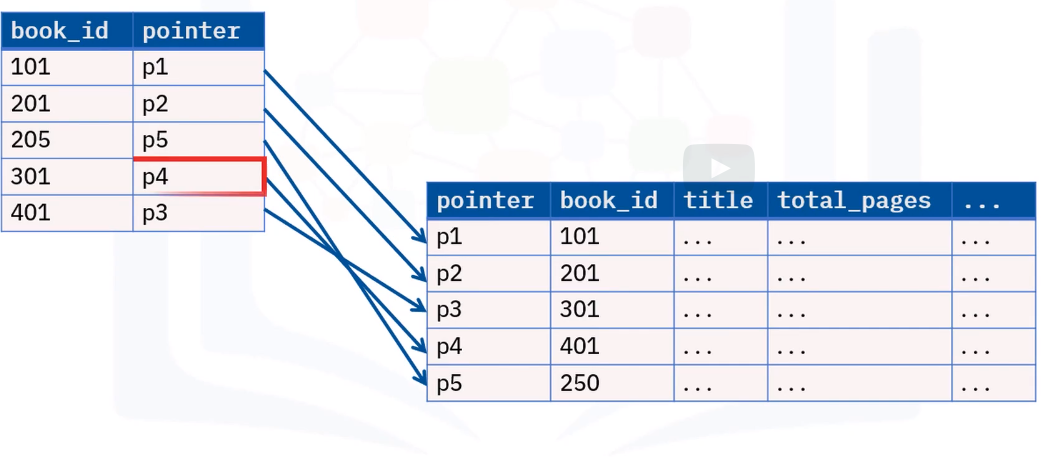 book_id pointer
101 p1
201 p2
205 p5
301 p4
401 p3
pointer book_id title total_pages ...
p1 101 ... ... ...
p2 201 ... ... ...
p3 301 ... ... ...
p4 401 ... ... ...
p5 250 ... ... ...